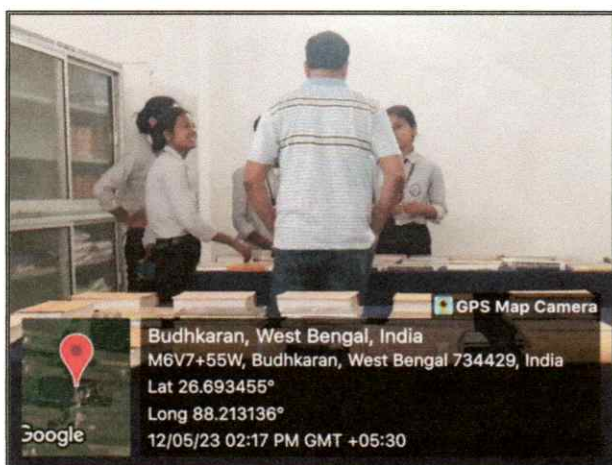 GPS Map Camera
Budhkaran, West Bengal, India
M6V7+55W, Budhkaran, West Bengal 734429, India
Lat 26.693455°
Long 88.213136°
12/05/23 02:17 PM GMT +05:30
Google